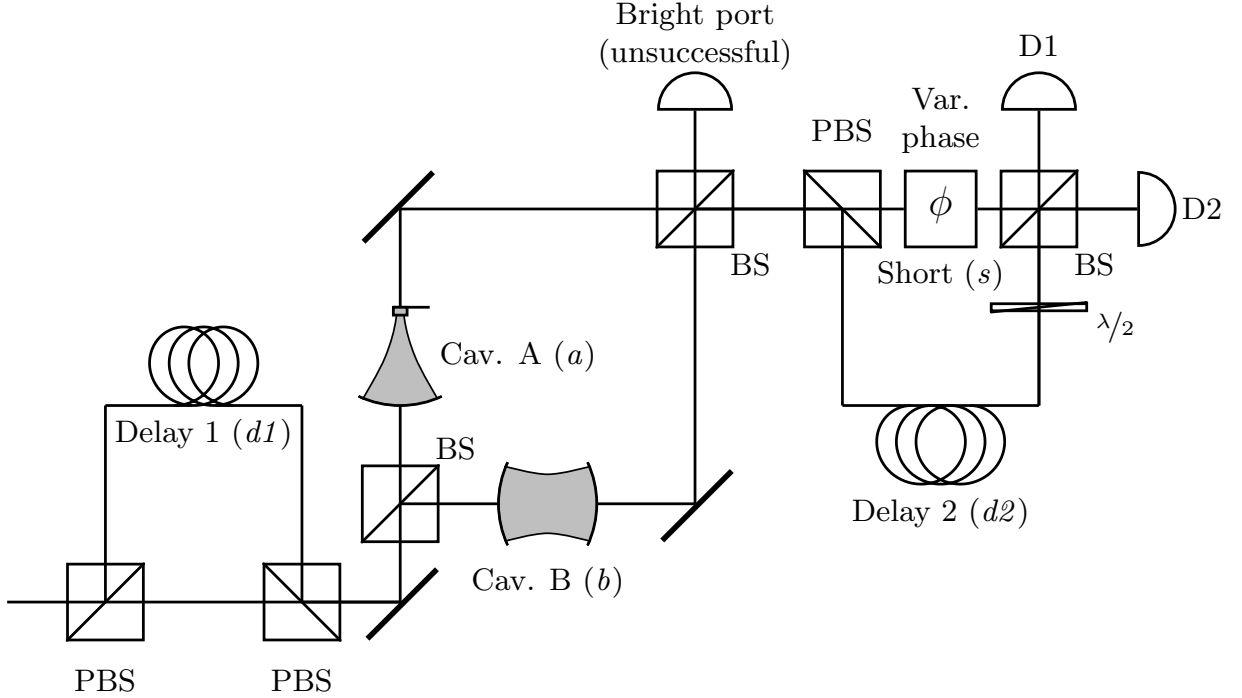 Bright port
(unsuccessful)
D1
Var.
phase
PBS
ϕ
D2
BS
Short (s)
BS
λ/2
Cav. A (a)
Delay 1 (d1)
BS
Delay 2 (d2)
Cav. B (b)
PBS
PBS